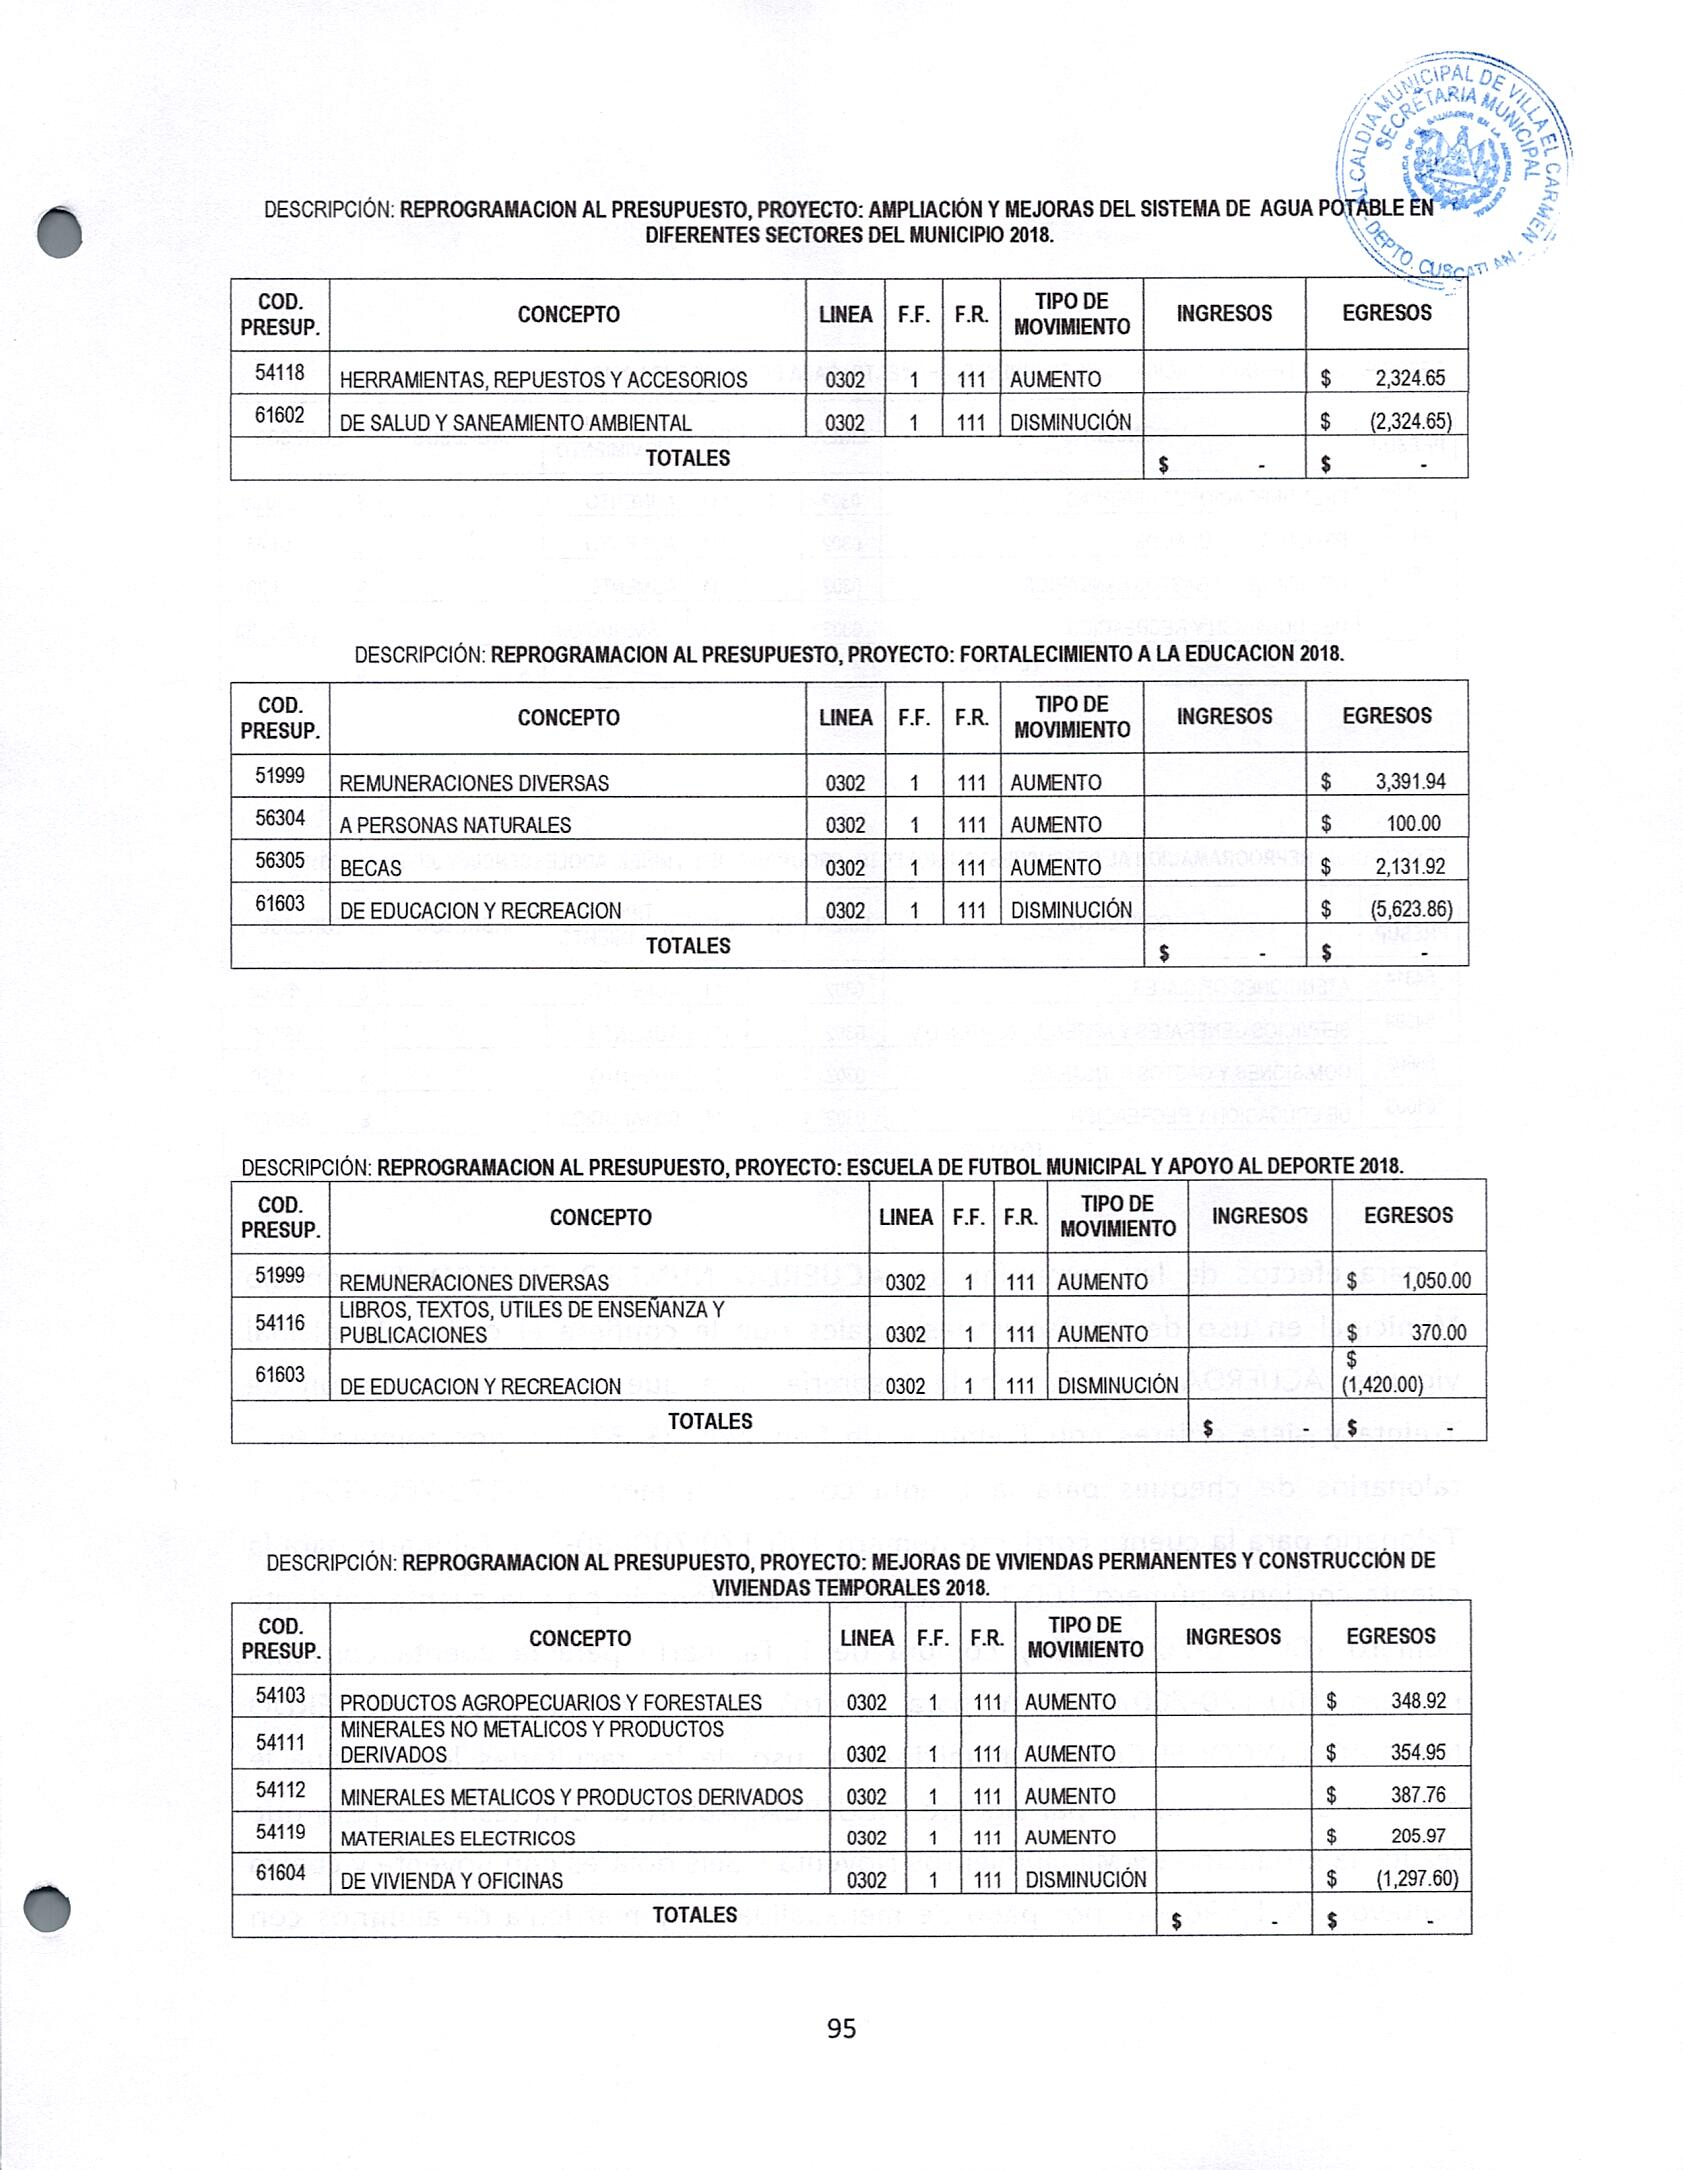 ALCALDIA MUNICIPAL DE VILLA EL CARMEN
SECRETARIA MUNICIPAL
DEPTO. CUSCATLAN
DESCRIPCIÓN: REPROGRAMACION AL PRESUPUESTO, PROYECTO: AMPLIACIÓN Y MEJORAS DEL SISTEMA DE AGUA POTABLE EN
DIFERENTES SECTORES DEL MUNICIPIO 2018.
COD. PRESUP. CONCEPTO LINEA F.F. F.R. TIPO DE MOVIMIENTO INGRESOS EGRESOS
54118 HERRAMIENTAS, REPUESTOS Y ACCESORIOS 0302 1 111 AUMENTO $ 2,324.65
61602 DE SALUD Y SANEAMIENTO AMBIENTAL 0302 1 111 DISMINUCIÓN $ (2,324.65)
TOTALES $ - $ -
DESCRIPCIÓN: REPROGRAMACION AL PRESUPUESTO, PROYECTO: FORTALECIMIENTO A LA EDUCACION 2018.
COD. PRESUP. CONCEPTO LINEA F.F. F.R. TIPO DE MOVIMIENTO INGRESOS EGRESOS
51999 REMUNERACIONES DIVERSAS 0302 1 111 AUMENTO $ 3,391.94
56304 A PERSONAS NATURALES 0302 1 111 AUMENTO $ 100.00
56305 BECAS 0302 1 111 AUMENTO $ 2,131.92
61603 DE EDUCACION Y RECREACION 0302 1 111 DISMINUCIÓN $ (5,623.86)
TOTALES $ - $ -
DESCRIPCIÓN: REPROGRAMACION AL PRESUPUESTO, PROYECTO: ESCUELA DE FUTBOL MUNICIPAL Y APOYO AL DEPORTE 2018.
COD. PRESUP. CONCEPTO LINEA F.F. F.R. TIPO DE MOVIMIENTO INGRESOS EGRESOS
51999 REMUNERACIONES DIVERSAS 0302 1 111 AUMENTO $ 1,050.00
54116 LIBROS, TEXTOS, UTILES DE ENSEÑANZA Y PUBLICACIONES 0302 1 111 AUMENTO $ 370.00
61603 DE EDUCACION Y RECREACION 0302 1 111 DISMINUCIÓN $ (1,420.00)
TOTALES $ - $ -
DESCRIPCIÓN: REPROGRAMACION AL PRESUPUESTO, PROYECTO: MEJORAS DE VIVIENDAS PERMANENTES Y CONSTRUCCIÓN DE
VIVIENDAS TEMPORALES 2018.
COD. PRESUP. CONCEPTO LINEA F.F. F.R. TIPO DE MOVIMIENTO INGRESOS EGRESOS
54103 PRODUCTOS AGROPECUARIOS Y FORESTALES 0302 1 111 AUMENTO $ 348.92
54111 MINERALES NO METALICOS Y PRODUCTOS DERIVADOS 0302 1 111 AUMENTO $ 354.95
54112 MINERALES METALICOS Y PRODUCTOS DERIVADOS 0302 1 111 AUMENTO $ 387.76
54119 MATERIALES ELECTRICOS 0302 1 111 AUMENTO $ 205.97
61604 DE VIVIENDA Y OFICINAS 0302 1 111 DISMINUCIÓN $ (1,297.60)
TOTALES $ - $ -
95